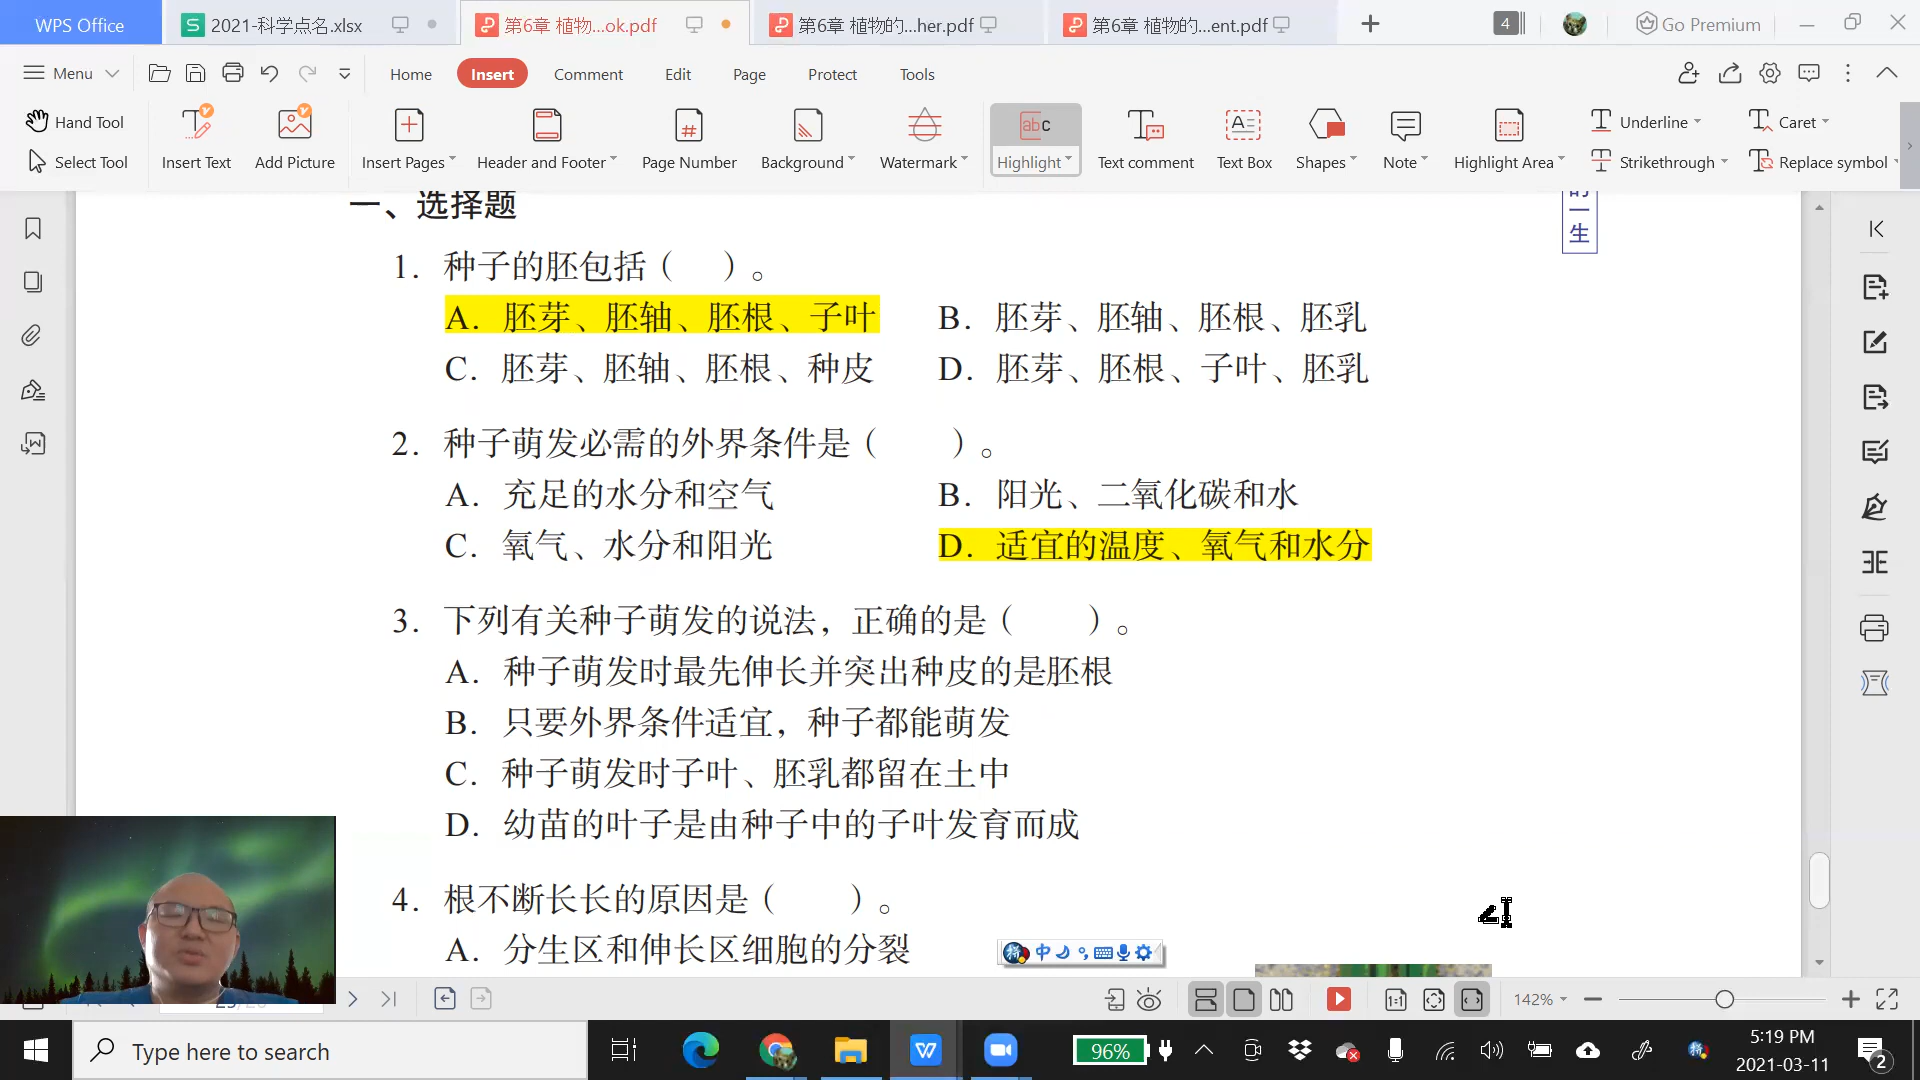 WPS Office
2021-科学点名.xlsx
第6章 植物...ok.pdf
第6章 植物的...her.pdf
第6章 植物的...ent.pdf
4
Go Premium
Menu
Home
Insert
Comment
Edit
Page
Protect
Tools
Hand Tool
Select Tool
Insert Text
Add Picture
Insert Pages
Header and Footer
Page Number
Background
Watermark
Highlight
Text comment
Text Box
Shapes
Note
Highlight Area
Underline
Strikethrough
Caret
Replace symbol
一、选择题
一
生
1. 种子的胚包括（ ）。
A. 胚芽、胚轴、胚根、子叶 B. 胚芽、胚轴、胚根、胚乳
C. 胚芽、胚轴、胚根、种皮 D. 胚芽、胚根、子叶、胚乳
2. 种子萌发必需的外界条件是（ ）。
A. 充足的水分和空气 B. 阳光、二氧化碳和水
C. 氧气、水分和阳光 D. 适宜的温度、氧气和水分
3. 下列有关种子萌发的说法，正确的是（ ）。
A. 种子萌发时最先伸长并突出种皮的是胚根
B. 只要外界条件适宜，种子都能萌发
C. 种子萌发时子叶、胚乳都留在土中
D. 幼苗的叶子是由种子中的子叶发育而成
4. 根不断长长的原因是（ ）。
A. 分生区和伸长区细胞的分裂
中
142%
Type here to search
96%
5:19 PM
2021-03-11
2